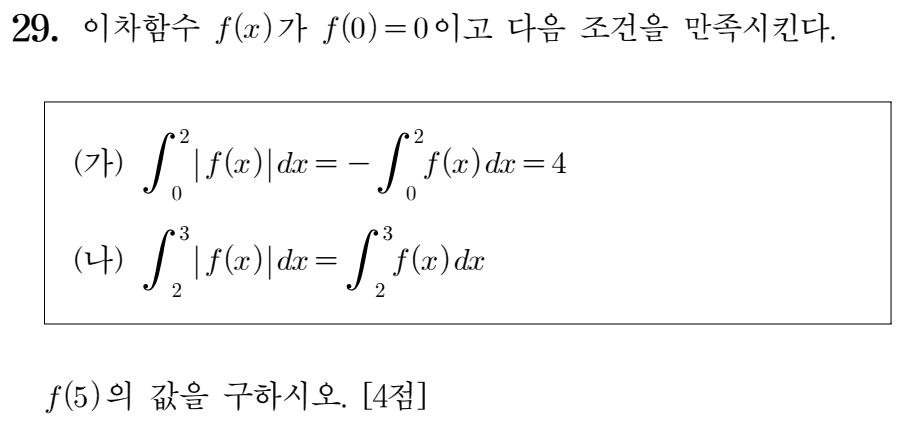 29. 이차함수 f(x)가 f(0)=0이고 다음 조건을 만족시킨다.
(가) ∫₀² |f(x)|dx = − ∫₀² f(x)dx = 4
(나) ∫₂³ |f(x)|dx = ∫₂³ f(x)dx
f(5)의 값을 구하시오. [4점]